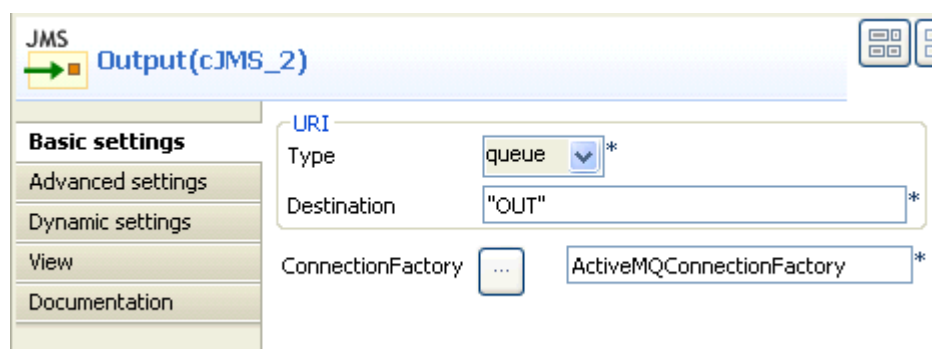 JMS
Output(cJMS_2)
Basic settings
Advanced settings
Dynamic settings
View
Documentation
URI
Type queue *
Destination "OUT" *
ConnectionFactory ... ActiveMQConnectionFactory *